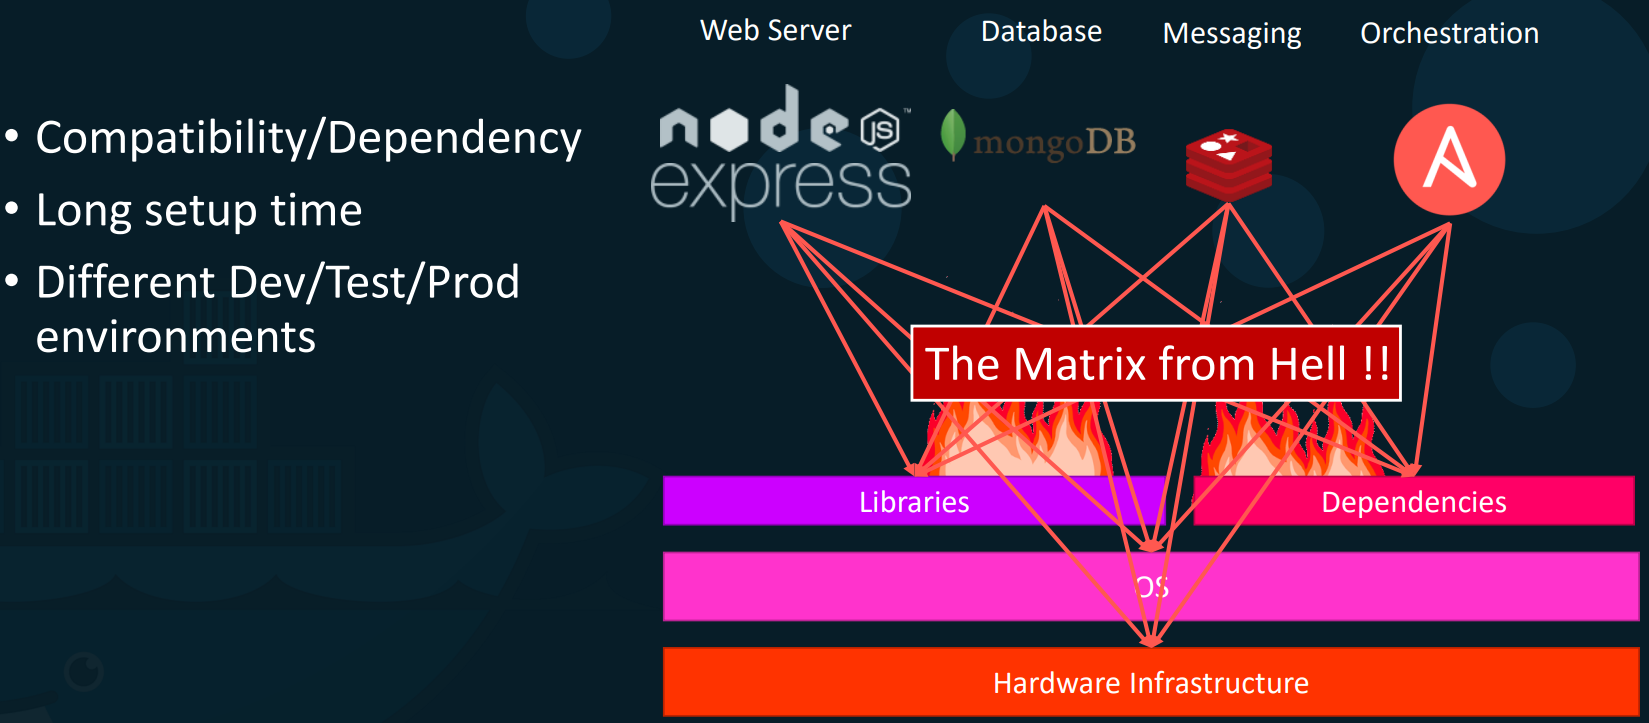 Web Server
Database
Messaging
Orchestration
• Compatibility/Dependency
• Long setup time
• Different Dev/Test/Prod
environments
node JS ™
express
mongoDB
A
The Matrix from Hell !!
Libraries
Dependencies
OS
Hardware Infrastructure